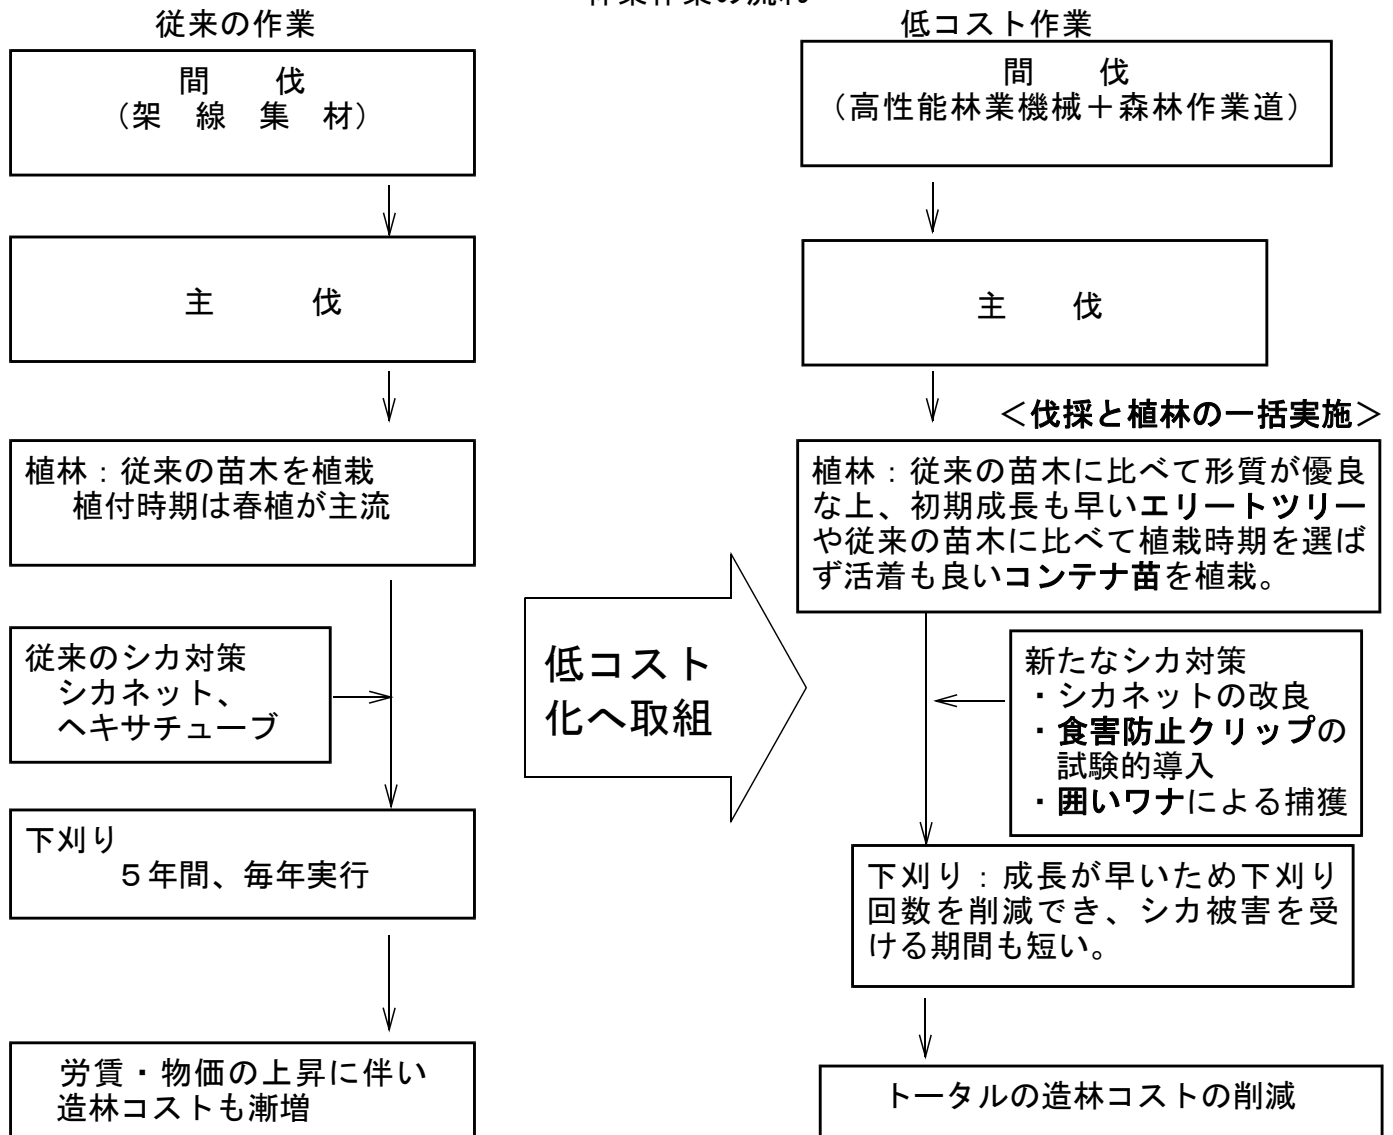 従来の作業
間　　伐
（架　線　集　材）
主　　　伐
植林：従来の苗木を植栽
植付時期は春植が主流
従来のシカ対策
シカネット、
ヘキサチューブ
下刈り
５年間、毎年実行
労賃・物価の上昇に伴い
造林コストも漸増
低コスト
化へ取組
低コスト作業
間　　伐
（高性能林業機械＋森林作業道）
主　　伐
＜伐採と植林の一括実施＞
植林：従来の苗木に比べて形質が優良
な上、初期成長も早いエリートツリー
や従来の苗木に比べて植栽時期を選ば
ず活着も良いコンテナ苗を植栽。
新たなシカ対策
・シカネットの改良
・食害防止クリップの
試験的導入
・囲いワナによる捕獲
下刈り：成長が早いため下刈り
回数を削減でき、シカ被害を受
ける期間も短い。
トータルの造林コストの削減